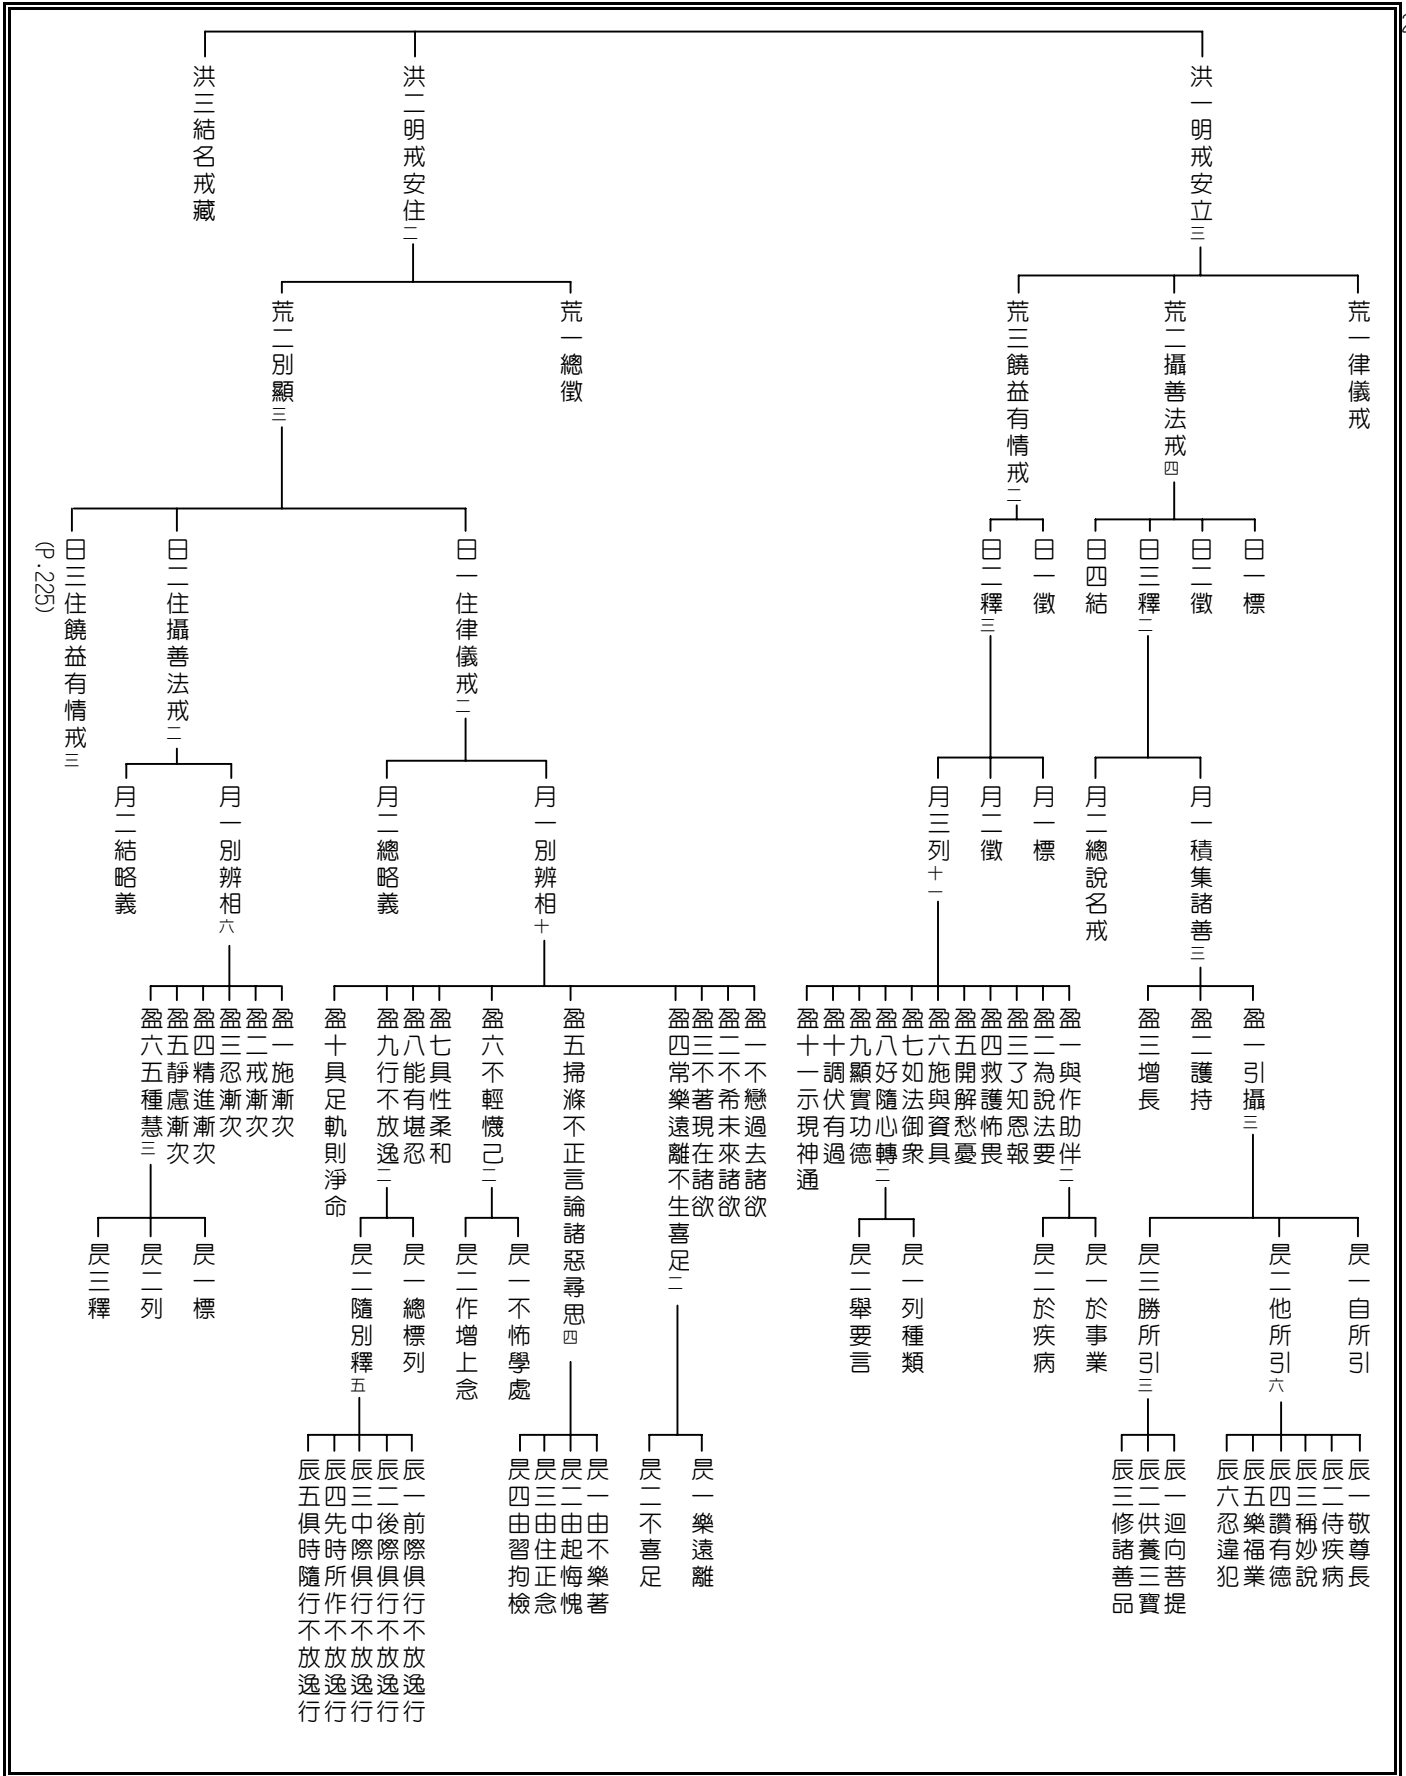 洪一明戒安立三
荒一律儀戒
荒二攝善法戒四
日一標
日二徵
日三釋二
月一積集諸善三
盈一引攝三
昃一自所引
昃二他所引六
辰一敬尊長
辰二侍疾病
辰三稱妙說
辰四讚有德
辰五樂福業
辰六忍違犯
昃三勝所引三
辰一迴向菩提
辰二供養三寶
辰三修諸善品
盈二護持
盈三增長
月二總說名戒
日四結
荒三饒益有情戒二
日一徵
日二釋三
月一標
月二徵
月三列十一
盈一與作助伴二
昃一於事業
昃二於疾病
盈二為說法要
盈三了知恩報
盈四救護怖畏
盈五開解愁憂
盈六施與資具
盈七如法御衆
盈八好隨心轉二
昃一列種類
昃二舉要言
盈九顯實功德
盈十調伏有過
盈十一示現神通
洪二明戒安住二
荒一總徵
荒二別顯三
日一住律儀戒二
月一別辨相十
盈一不戀過去諸欲
盈二不希未來諸欲
盈三不著現在諸欲
盈四常樂遠離不生喜足二
昃一樂遠離
昃二不喜足
盈五掃滌不正言論諸惡尋思四
昃一由不樂著
昃二由起悔愧
昃三由住正念
昃四由習拘檢
盈六不輕懱己二
昃一不怖學處
昃二作增上念
盈七具性柔和
盈八能有堪忍
盈九行不放逸二
昃一總標列
昃二隨別釋五
辰一前際俱行不放逸行
辰二後際俱行不放逸行
辰三中際俱行不放逸行
辰四先時所作不放逸行
辰五俱時隨行不放逸行
盈十具足軌則淨命
月二總略義
日二住攝善法戒二
月一別辨相六
盈一施漸次
盈二戒漸次
盈三忍漸次
盈四精進漸次
盈五靜慮漸次
盈六五種慧三
昃一標
昃二列
昃三釋
月二結略義
日三住饒益有情戒三
(P.225)
洪三結名戒藏